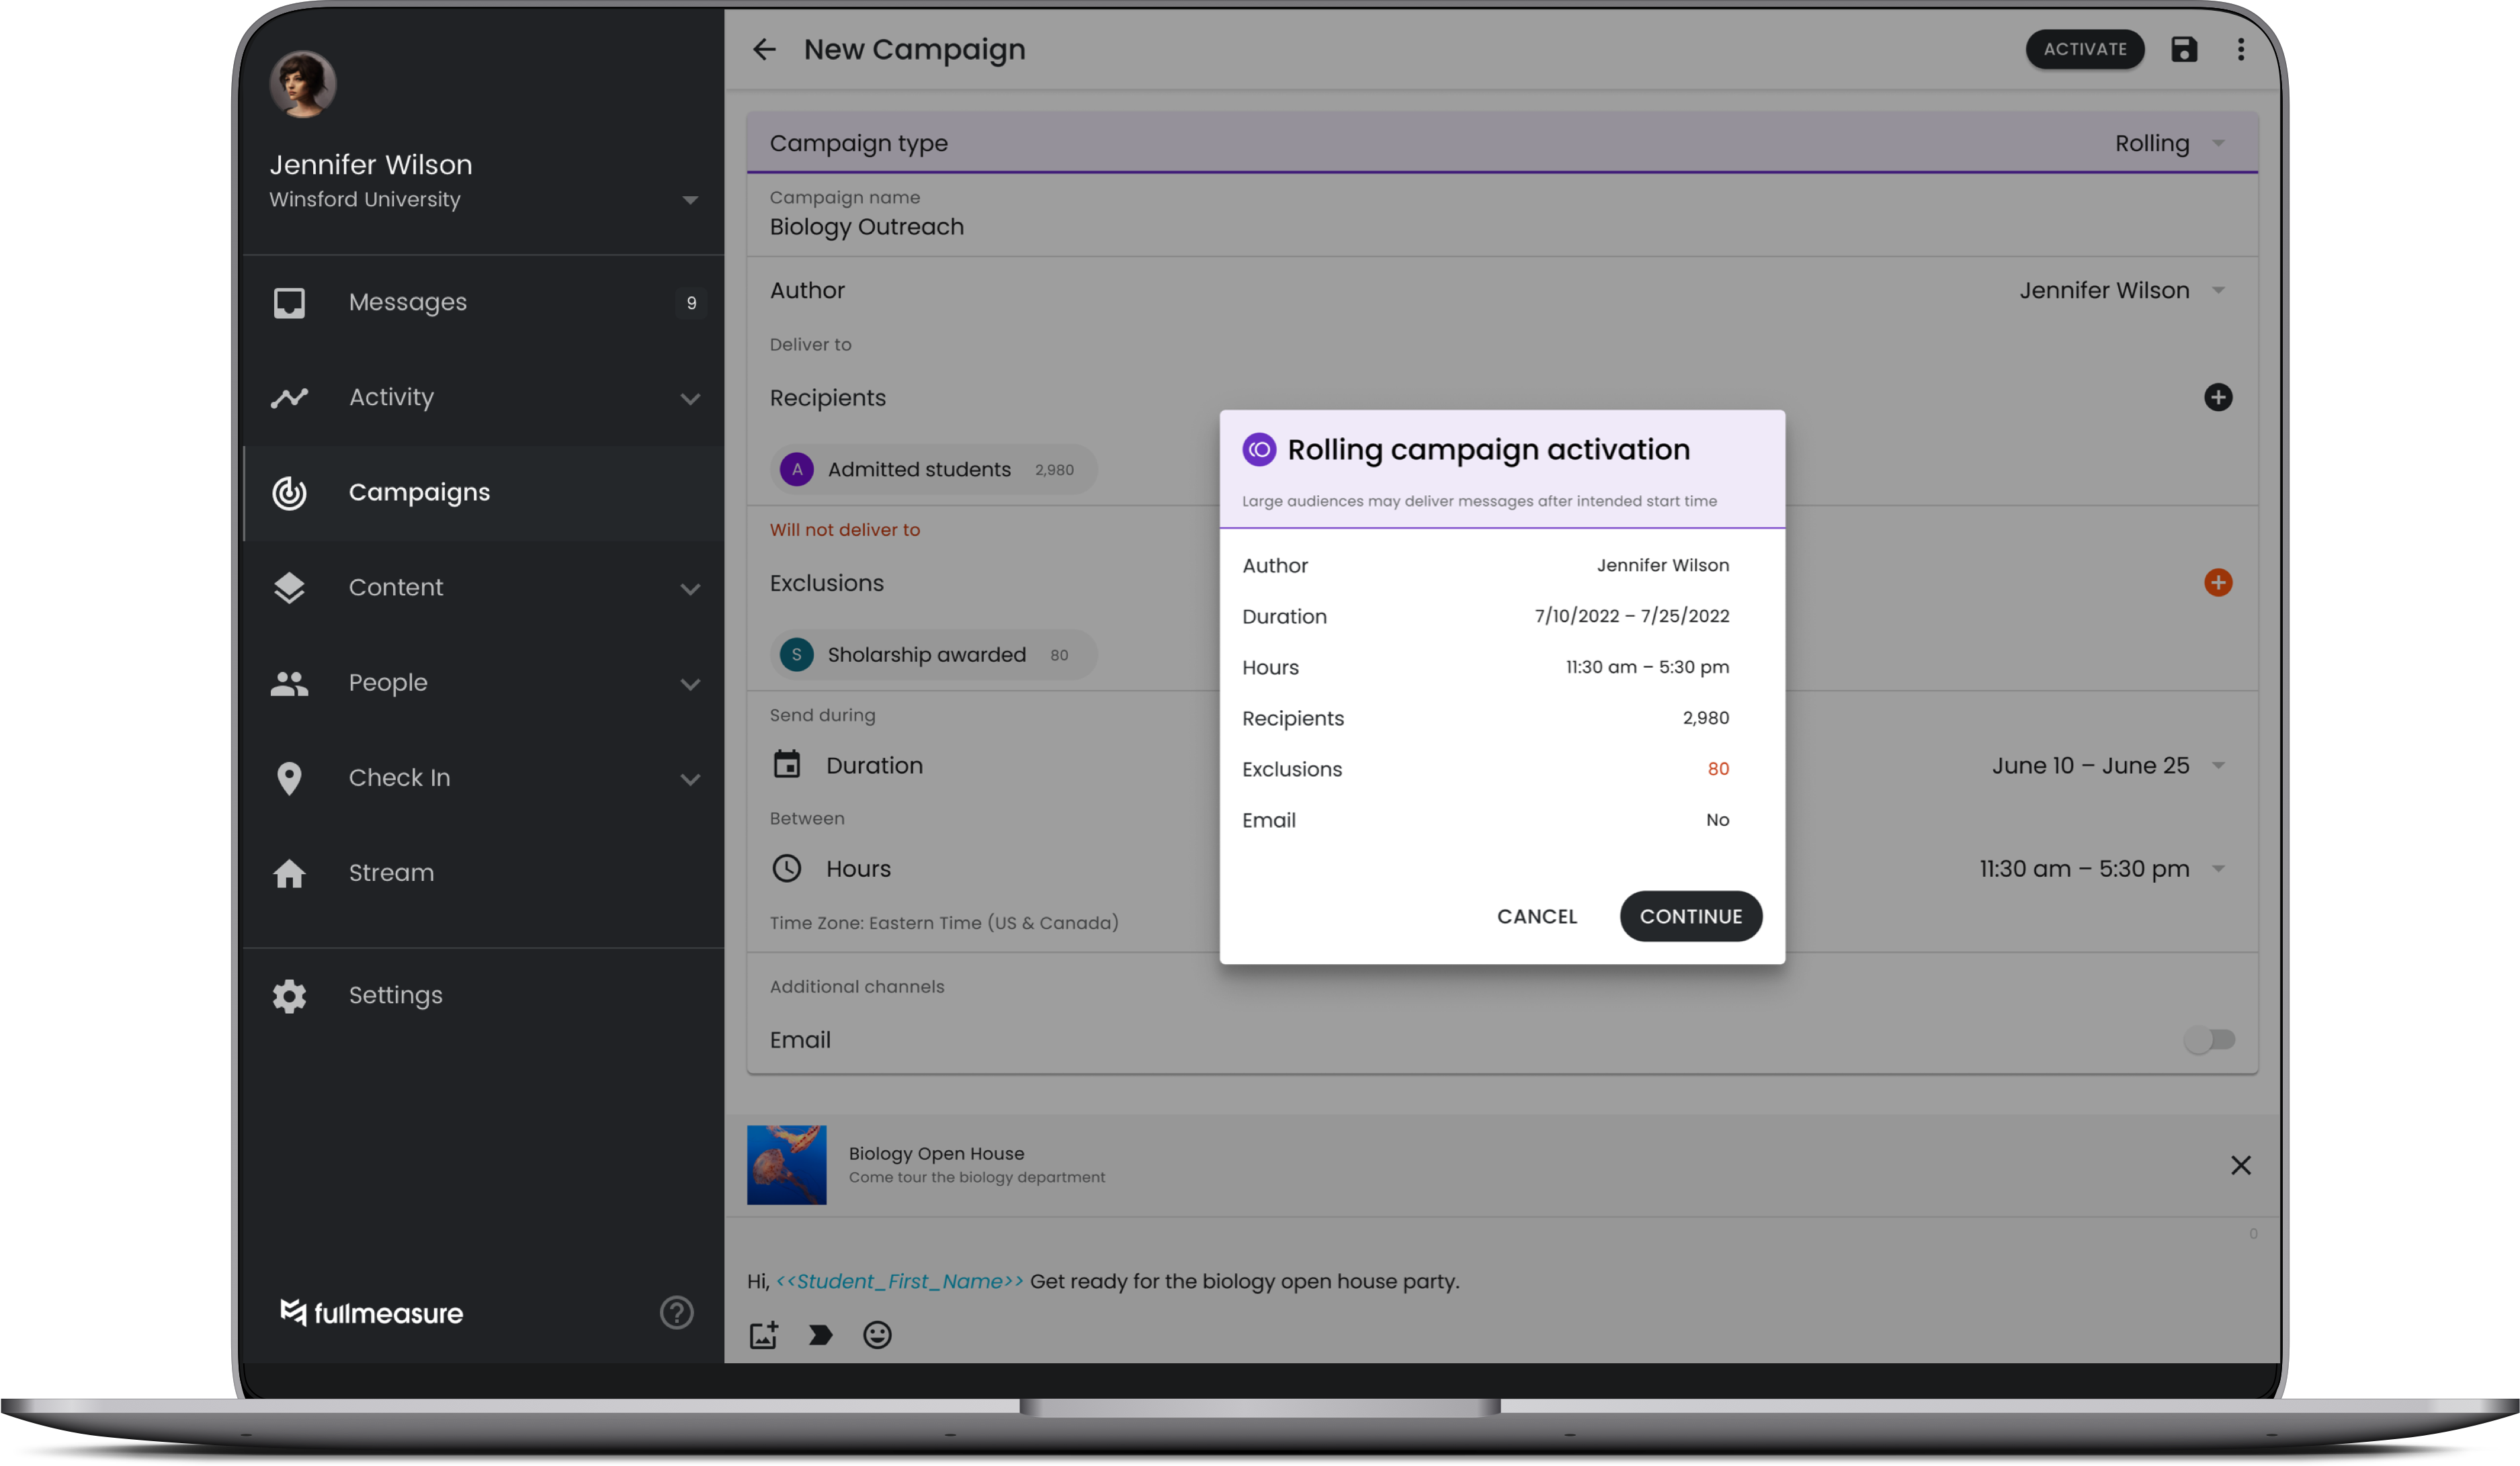 Jennifer Wilson
Winsford University
Messages 9
Activity
Campaigns
Content
People
Check In
Stream
Settings
fullmeasure
?
New Campaign
ACTIVATE
Campaign type Rolling
Campaign name
Biology Outreach
Author Jennifer Wilson
Deliver to
Recipients
A Admitted students 2,980
Will not deliver to
Exclusions
S Sholarship awarded 80
Send during
Duration June 10 – June 25
Between
Hours 11:30 am – 5:30 pm
Time Zone: Eastern Time (US & Canada)
Additional channels
Email
Rolling campaign activation
Large audiences may deliver messages after intended start time
Author Jennifer Wilson
Duration 7/10/2022 – 7/25/2022
Hours 11:30 am – 5:30 pm
Recipients 2,980
Exclusions 80
Email No
CANCEL CONTINUE
Biology Open House
Come tour the biology department
0
Hi, <<Student_First_Name>> Get ready for the biology open house party.